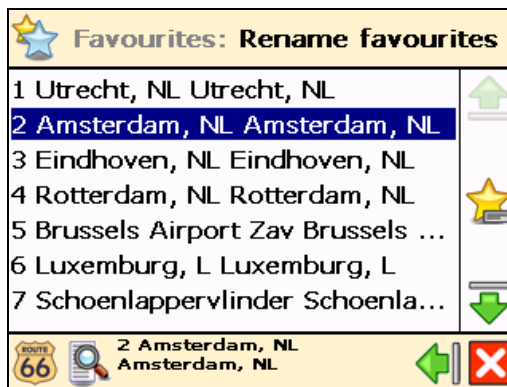 Favourites: Rename favourites
1 Utrecht, NL Utrecht, NL
2 Amsterdam, NL Amsterdam, NL
3 Eindhoven, NL Eindhoven, NL
4 Rotterdam, NL Rotterdam, NL
5 Brussels Airport Zav Brussels ...
6 Luxemburg, L Luxemburg, L
7 Schoenlappervlinder Schoenla...
ROUTE
66
2 Amsterdam, NL
Amsterdam, NL